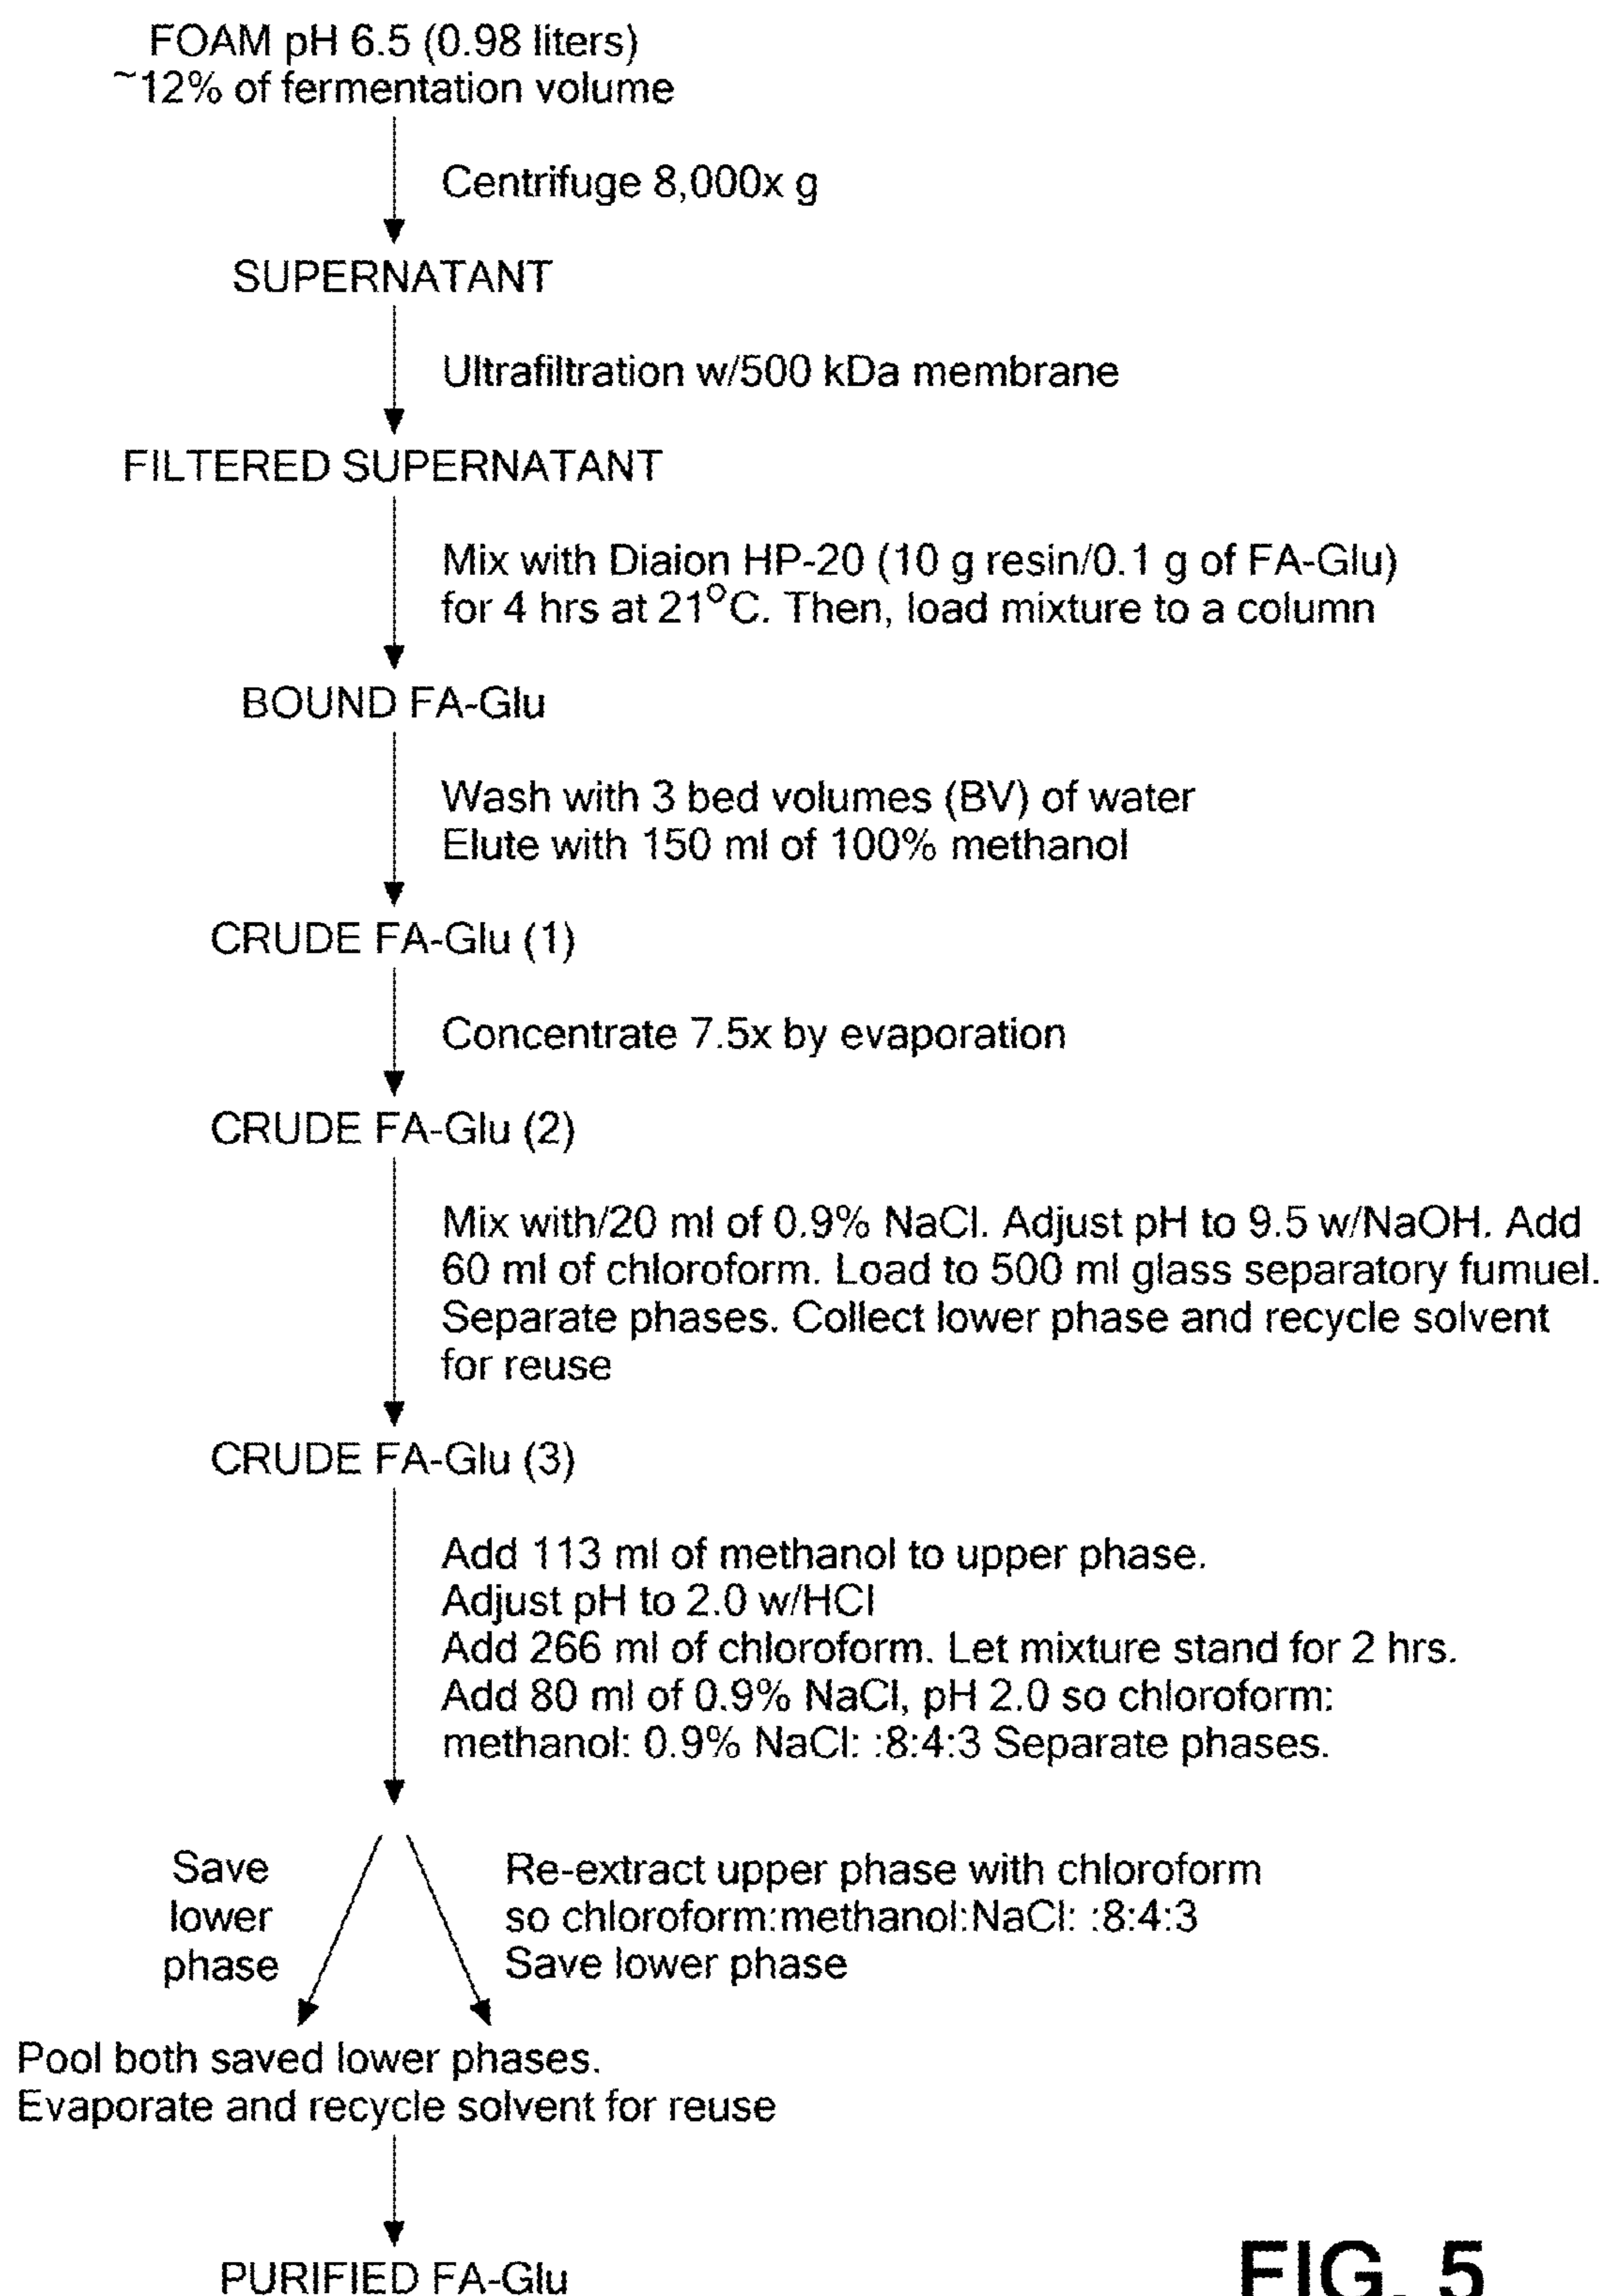 FOAM pH 6.5 (0.98 liters)
~12% of fermentation volume
Centrifuge 8,000x g
SUPERNATANT
Ultrafiltration w/500 kDa membrane
FILTERED SUPERNATANT
Mix with Diaion HP-20 (10 g resin/0.1 g of FA-Glu)
for 4 hrs at 21°C. Then, load mixture to a column
BOUND FA-Glu
Wash with 3 bed volumes (BV) of water
Elute with 150 ml of 100% methanol
CRUDE FA-Glu (1)
Concentrate 7.5x by evaporation
CRUDE FA-Glu (2)
Mix with/20 ml of 0.9% NaCl. Adjust pH to 9.5 w/NaOH. Add
60 ml of chloroform. Load to 500 ml glass separatory fumuel.
Separate phases. Collect lower phase and recycle solvent
for reuse
CRUDE FA-Glu (3)
Add 113 ml of methanol to upper phase.
Adjust pH to 2.0 w/HCl
Add 266 ml of chloroform. Let mixture stand for 2 hrs.
Add 80 ml of 0.9% NaCl, pH 2.0 so chloroform:
methanol: 0.9% NaCl: :8:4:3 Separate phases.
Save
lower
phase
Re-extract upper phase with chloroform
so chloroform:methanol:NaCl: :8:4:3
Save lower phase
Pool both saved lower phases.
Evaporate and recycle solvent for reuse
PURIFIED FA-Glu
FIG. 5